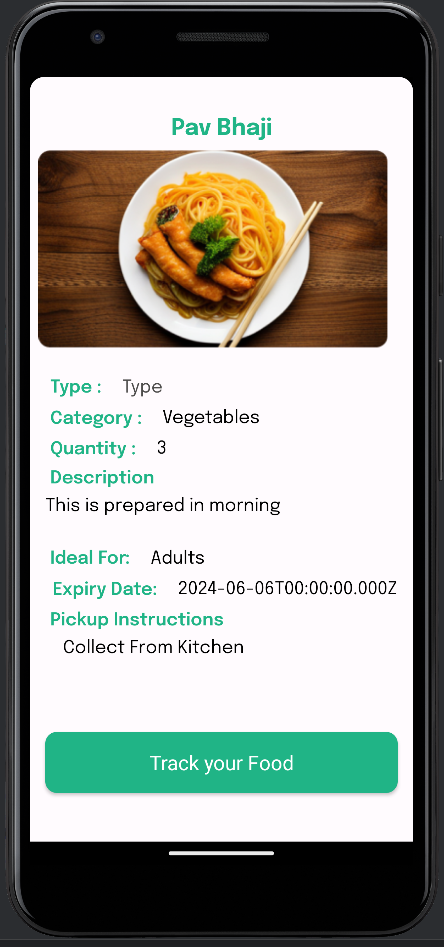 Pav Bhaji
Type : Type
Category : Vegetables
Quantity : 3
Description
This is prepared in morning
Ideal For: Adults
Expiry Date: 2024-06-06T00:00:00.000Z
Pickup Instructions
Collect From Kitchen
Track your Food